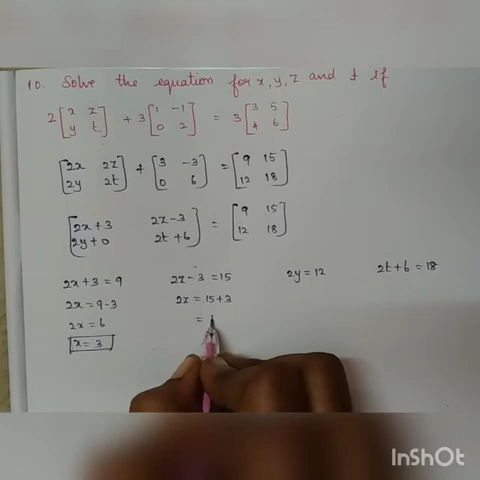 10. Solve the equation for x, y, z and t if
2 [x z y t] + 3 [1 -1 0 2] = 3 [3 5 4 6]
[2x 2z 2y 2t] + [3 -3 0 6] = [9 15 12 18]
[2x+3 2z-3 2y+0 2t+6] = [9 15 12 18]
2x+3 = 9 2z-3 = 15 2y = 12 2t+6 = 18
2x = 9-3 2z = 15+3
2x = 6 =
x = 3
InShOt